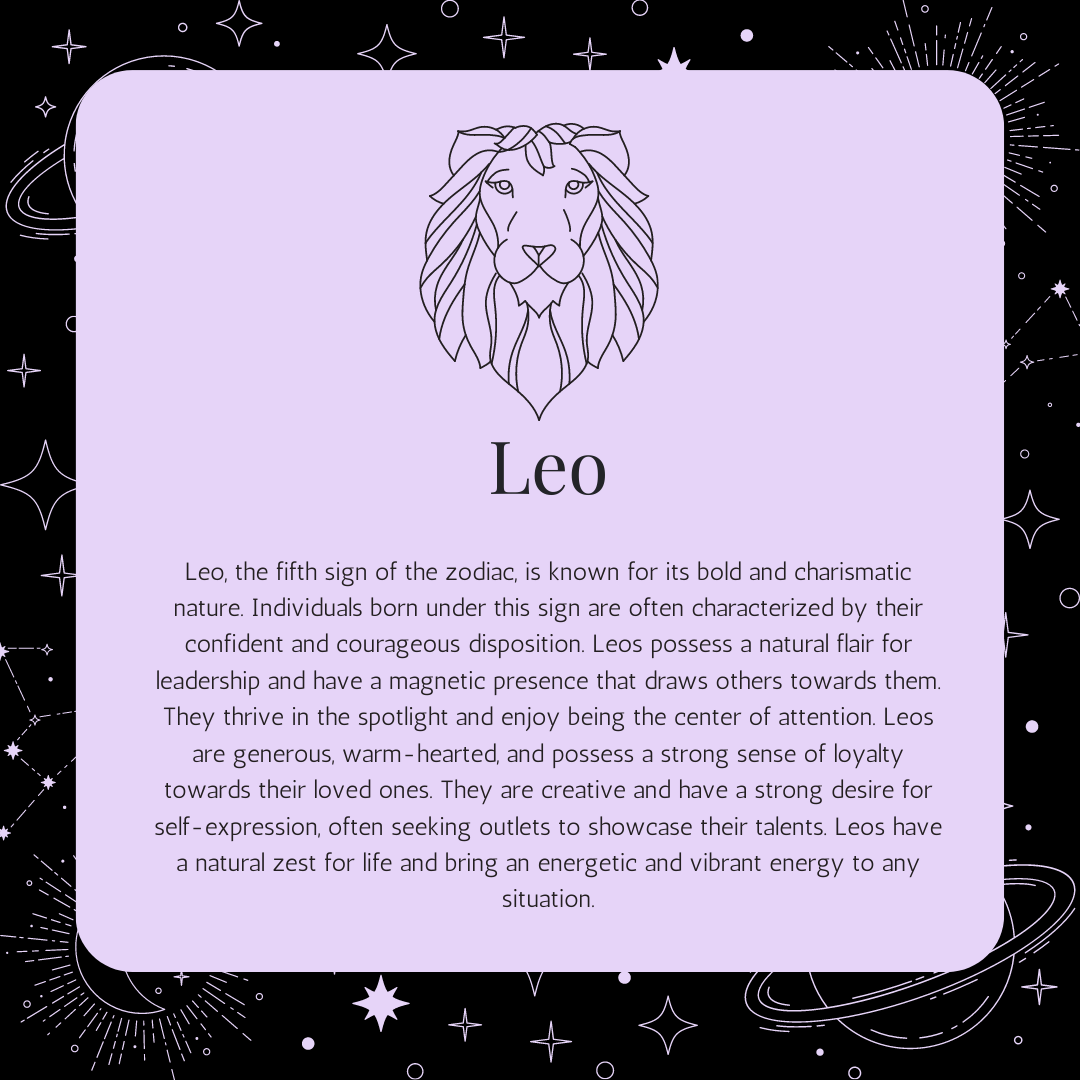 Leo
Leo, the fifth sign of the zodiac, is known for its bold and charismatic
nature. Individuals born under this sign are often characterized by their
confident and courageous disposition. Leos possess a natural flair for
leadership and have a magnetic presence that draws others towards them.
They thrive in the spotlight and enjoy being the center of attention. Leos
are generous, warm-hearted, and possess a strong sense of loyalty
towards their loved ones. They are creative and have a strong desire for
self-expression, often seeking outlets to showcase their talents. Leos have
a natural zest for life and bring an energetic and vibrant energy to any
situation.